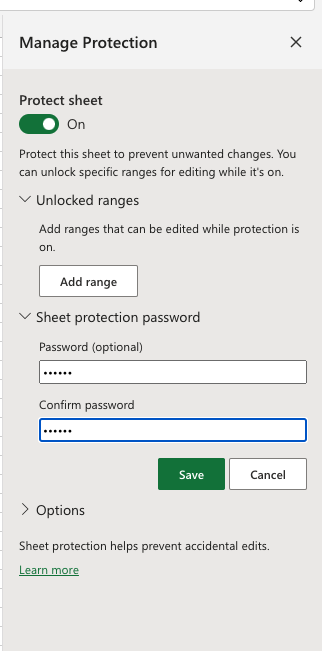 Manage Protection
Protect sheet
On
Protect this sheet to prevent unwanted changes. You
can unlock specific ranges for editing while it's on.
Unlocked ranges
Add ranges that can be edited while protection is
on.
Add range
Sheet protection password
Password (optional)
••••••
Confirm password
••••••
Save Cancel
Options
Sheet protection helps prevent accidental edits.
Learn more